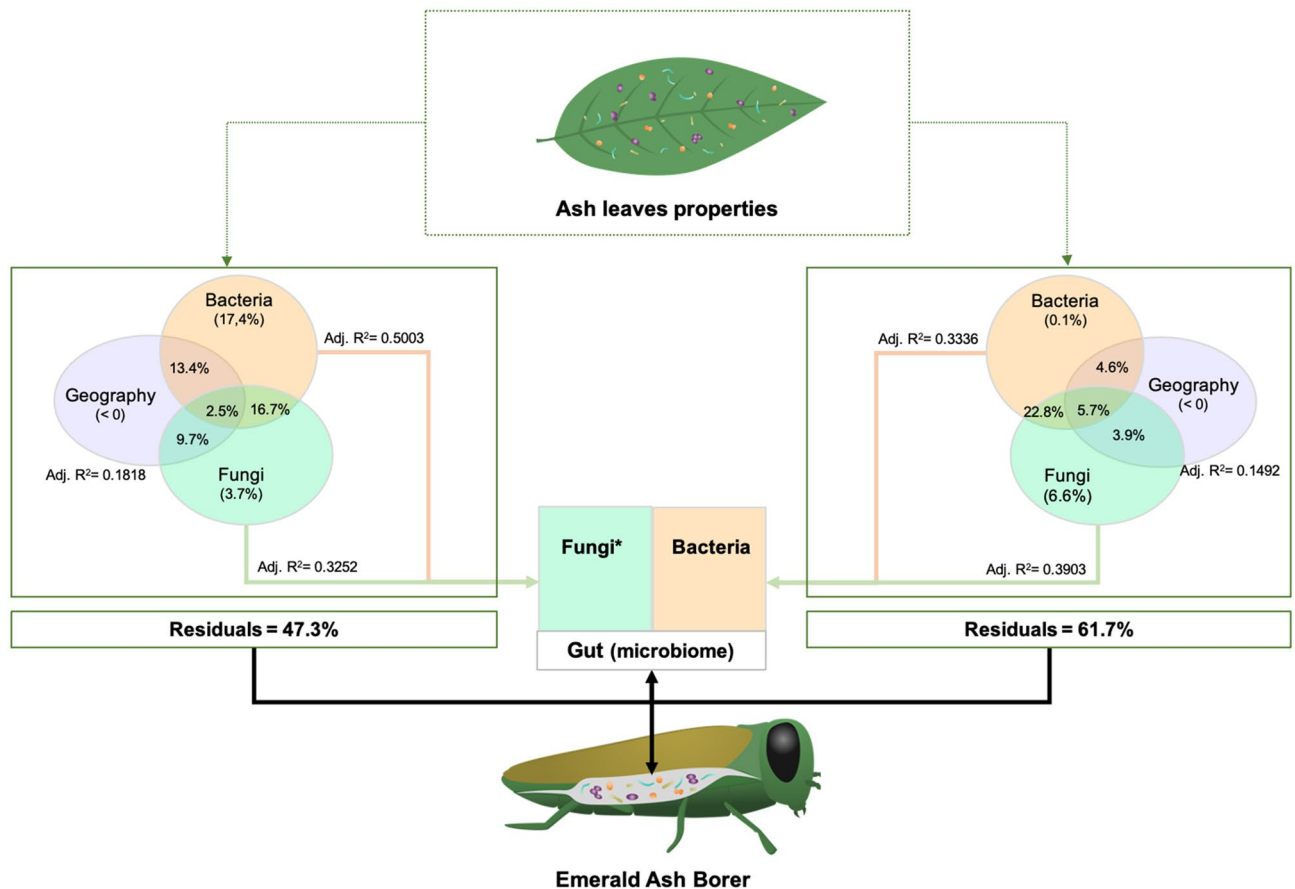 Ash leaves properties
Bacteria
(17,4%)
Adj. R²= 0.5003
13.4%
Geography
(< 0)
2.5%
16.7%
9.7%
Adj. R²= 0.1818
Fungi
(3.7%)
Adj. R²= 0.3252
Residuals = 47.3%
Bacteria
(0.1%)
Adj. R²= 0.3336
4.6%
Geography
(< 0)
22.8%
5.7%
3.9%
Adj. R²= 0.1492
Fungi
(6.6%)
Adj. R²= 0.3903
Residuals = 61.7%
Fungi*
Bacteria
Gut (microbiome)
Emerald Ash Borer